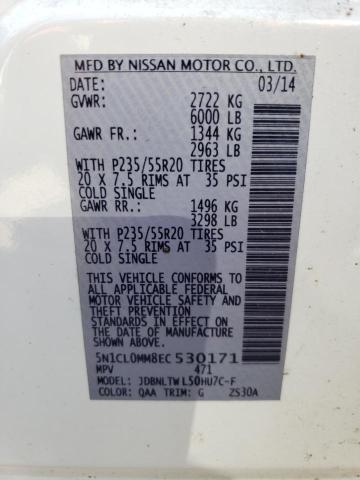 MFD BY NISSAN MOTOR CO., LTD.
DATE: 03/14
GVWR: 2722 KG
6000 LB
GAWR FR.: 1344 KG
2963 LB
WITH P235/55R20 TIRES
20 X 7.5 RIMS AT 35 PSI
COLD SINGLE
GAWR RR.: 1496 KG
3298 LB
WITH P235/55R20 TIRES
20 X 7.5 RIMS AT 35 PSI
COLD SINGLE
THIS VEHICLE CONFORMS TO
ALL APPLICABLE FEDERAL
MOTOR VEHICLE SAFETY AND
THEFT PREVENTION
STANDARDS IN EFFECT ON THE
DATE OF MANUFACTURE
SHOWN ABOVE.
5N1CL0MM8EC530171
MPV 471
MODEL: JDBNLTWL50HU7C-F
COLOR: QAA TRIM: G ZS30A